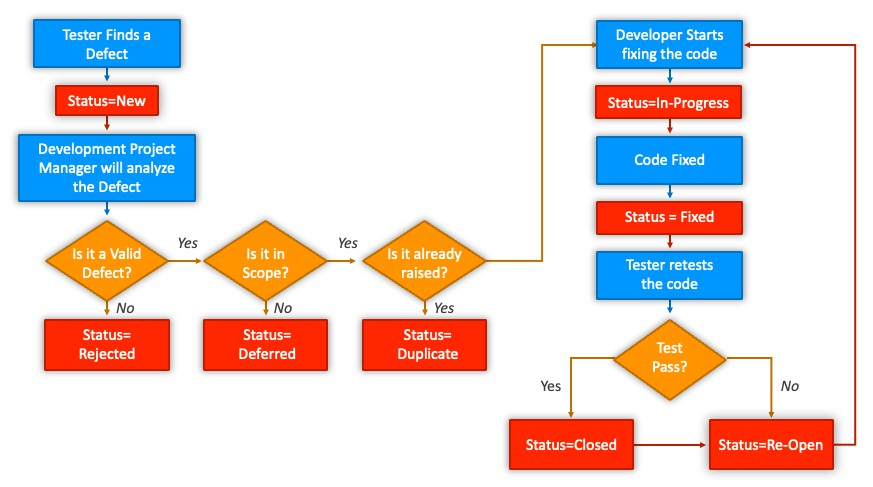 Tester Finds a
Defect
Status=New
Development Project
Manager will analyze
the Defect
Is it a Valid
Defect?
Yes
No
Status=
Rejected
Is it in
Scope?
Yes
No
Status=
Deferred
Is it already
raised?
Yes
Status=
Duplicate
Developer Starts
fixing the code
Status=In-Progress
Code Fixed
Status = Fixed
Tester retests
the code
Test
Pass?
Yes
No
Status=Closed
Status=Re-Open